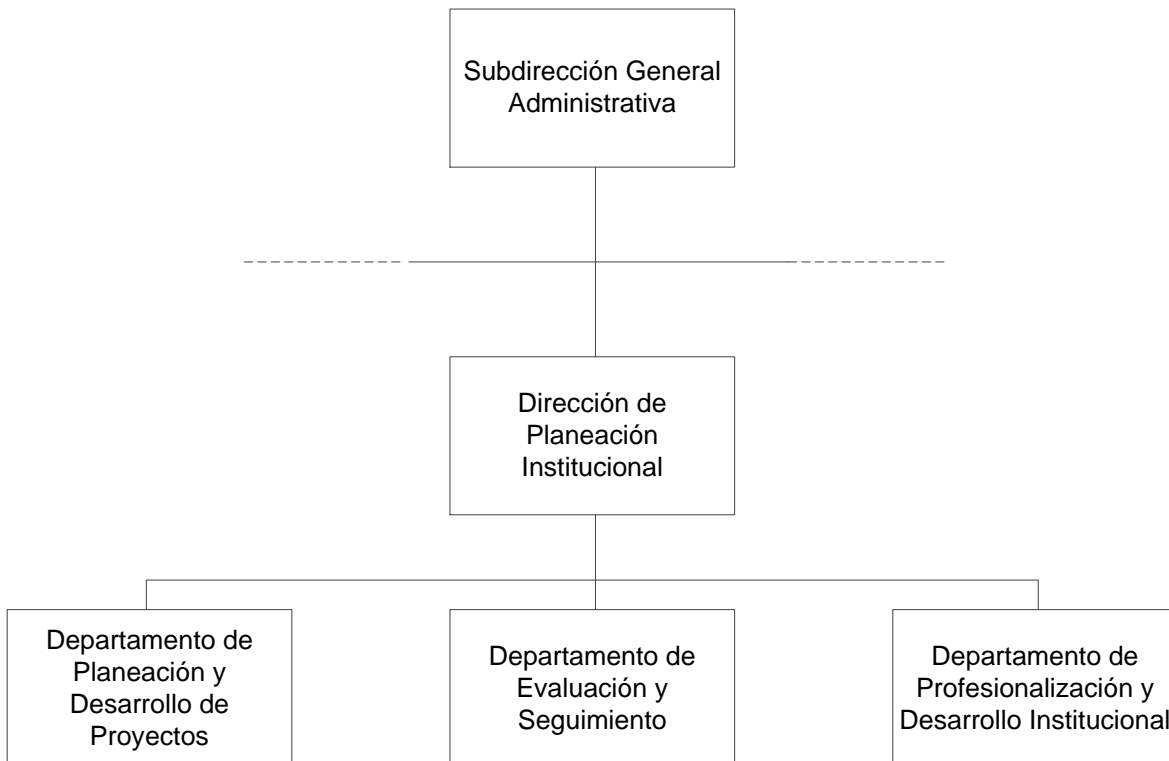 Subdirección General
Administrativa
Dirección de
Planeación
Institucional
Departamento de
Planeación y
Desarrollo de
Proyectos
Departamento de
Evaluación y
Seguimiento
Departamento de
Profesionalización y
Desarrollo Institucional